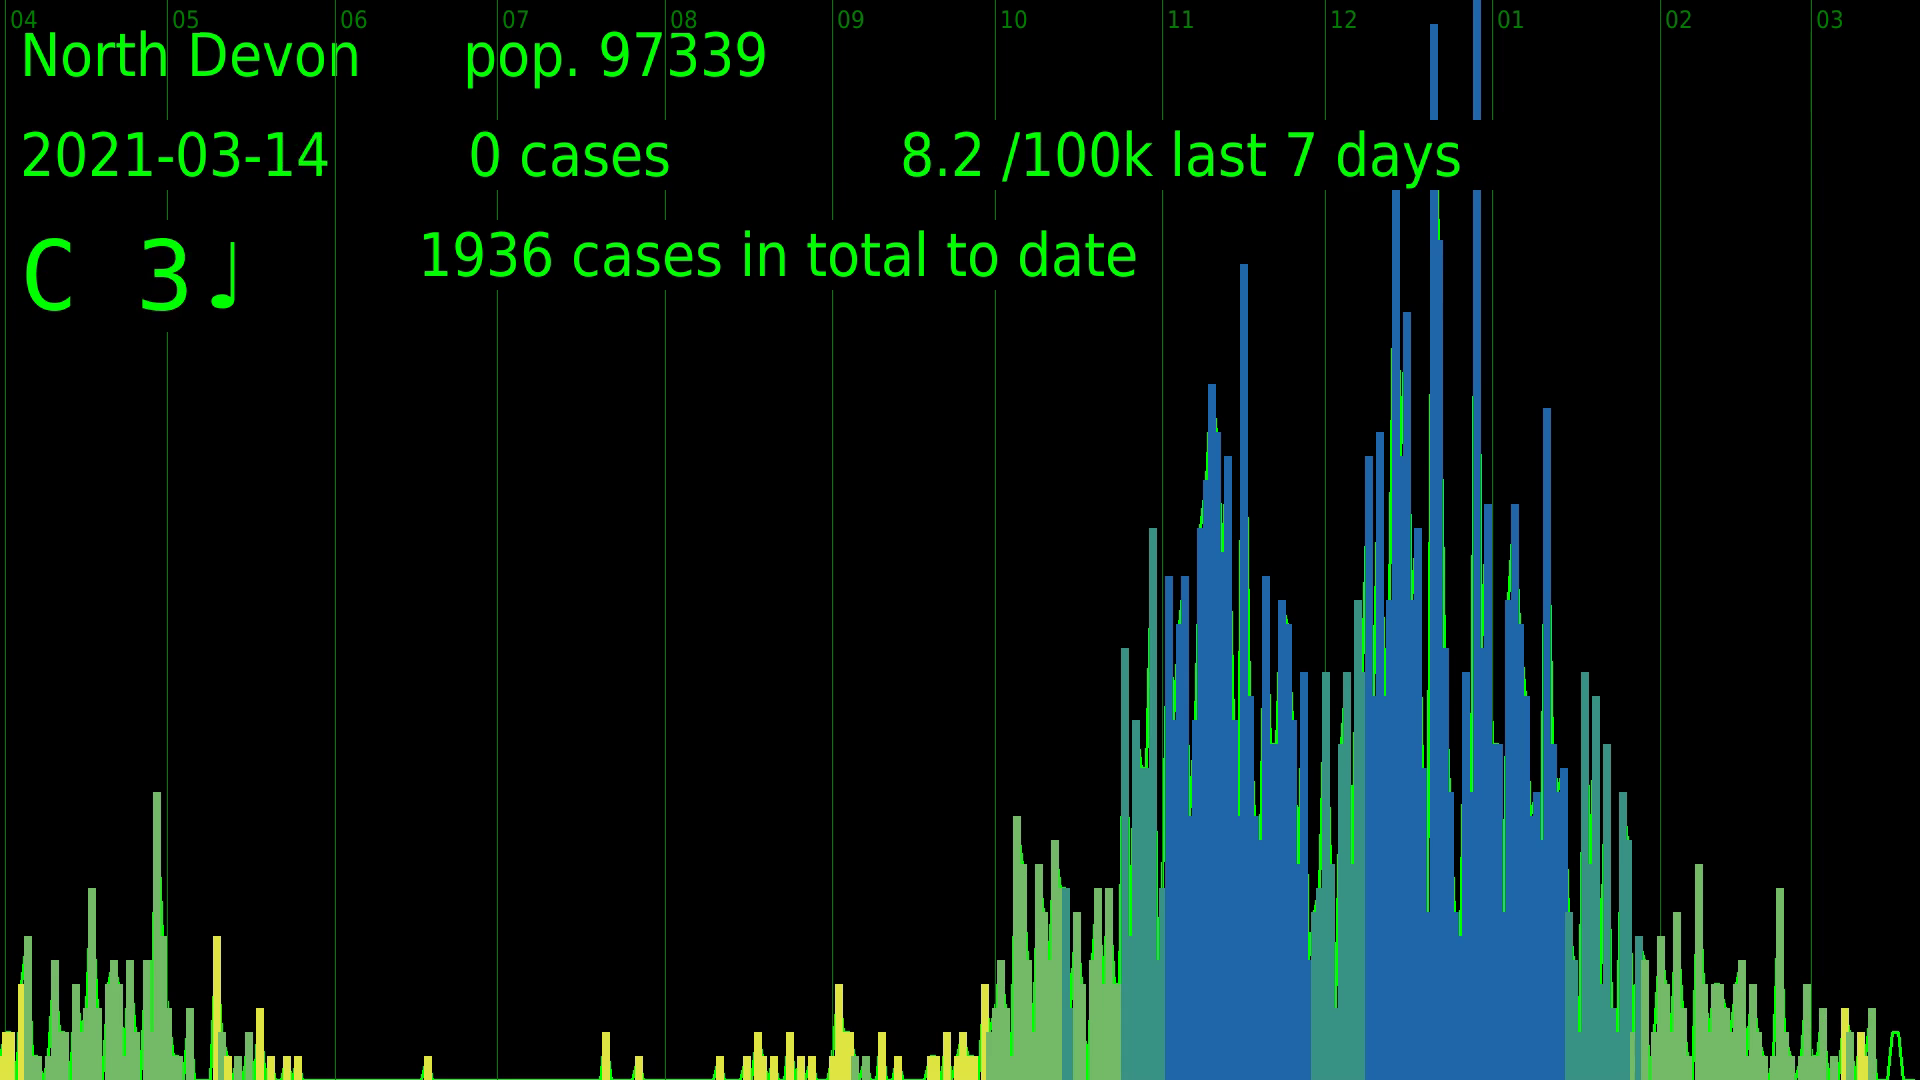 04 05 06 07 08 09 10 11 12 01 02 03
North Devon pop. 97339
2021-03-14 0 cases 8.2 /100k last 7 days
C 3♩ 1936 cases in total to date